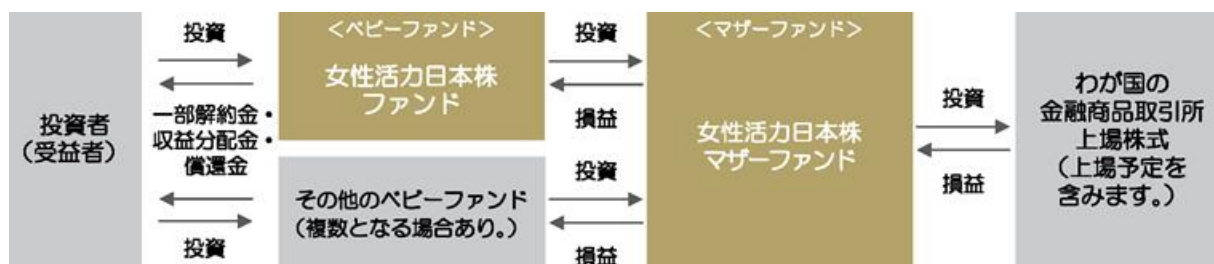 投資者
（受益者）
投資
一部解約金・
収益分配金・
償還金
投資
＜ベビーファンド＞
女性活力日本株
ファンド
その他のベビーファンド
（複数となる場合あり。）
投資
損益
投資
損益
＜マザーファンド＞
女性活力日本株
マザーファンド
投資
損益
わが国の
金融商品取引所
上場株式
（上場予定を
含みます。）